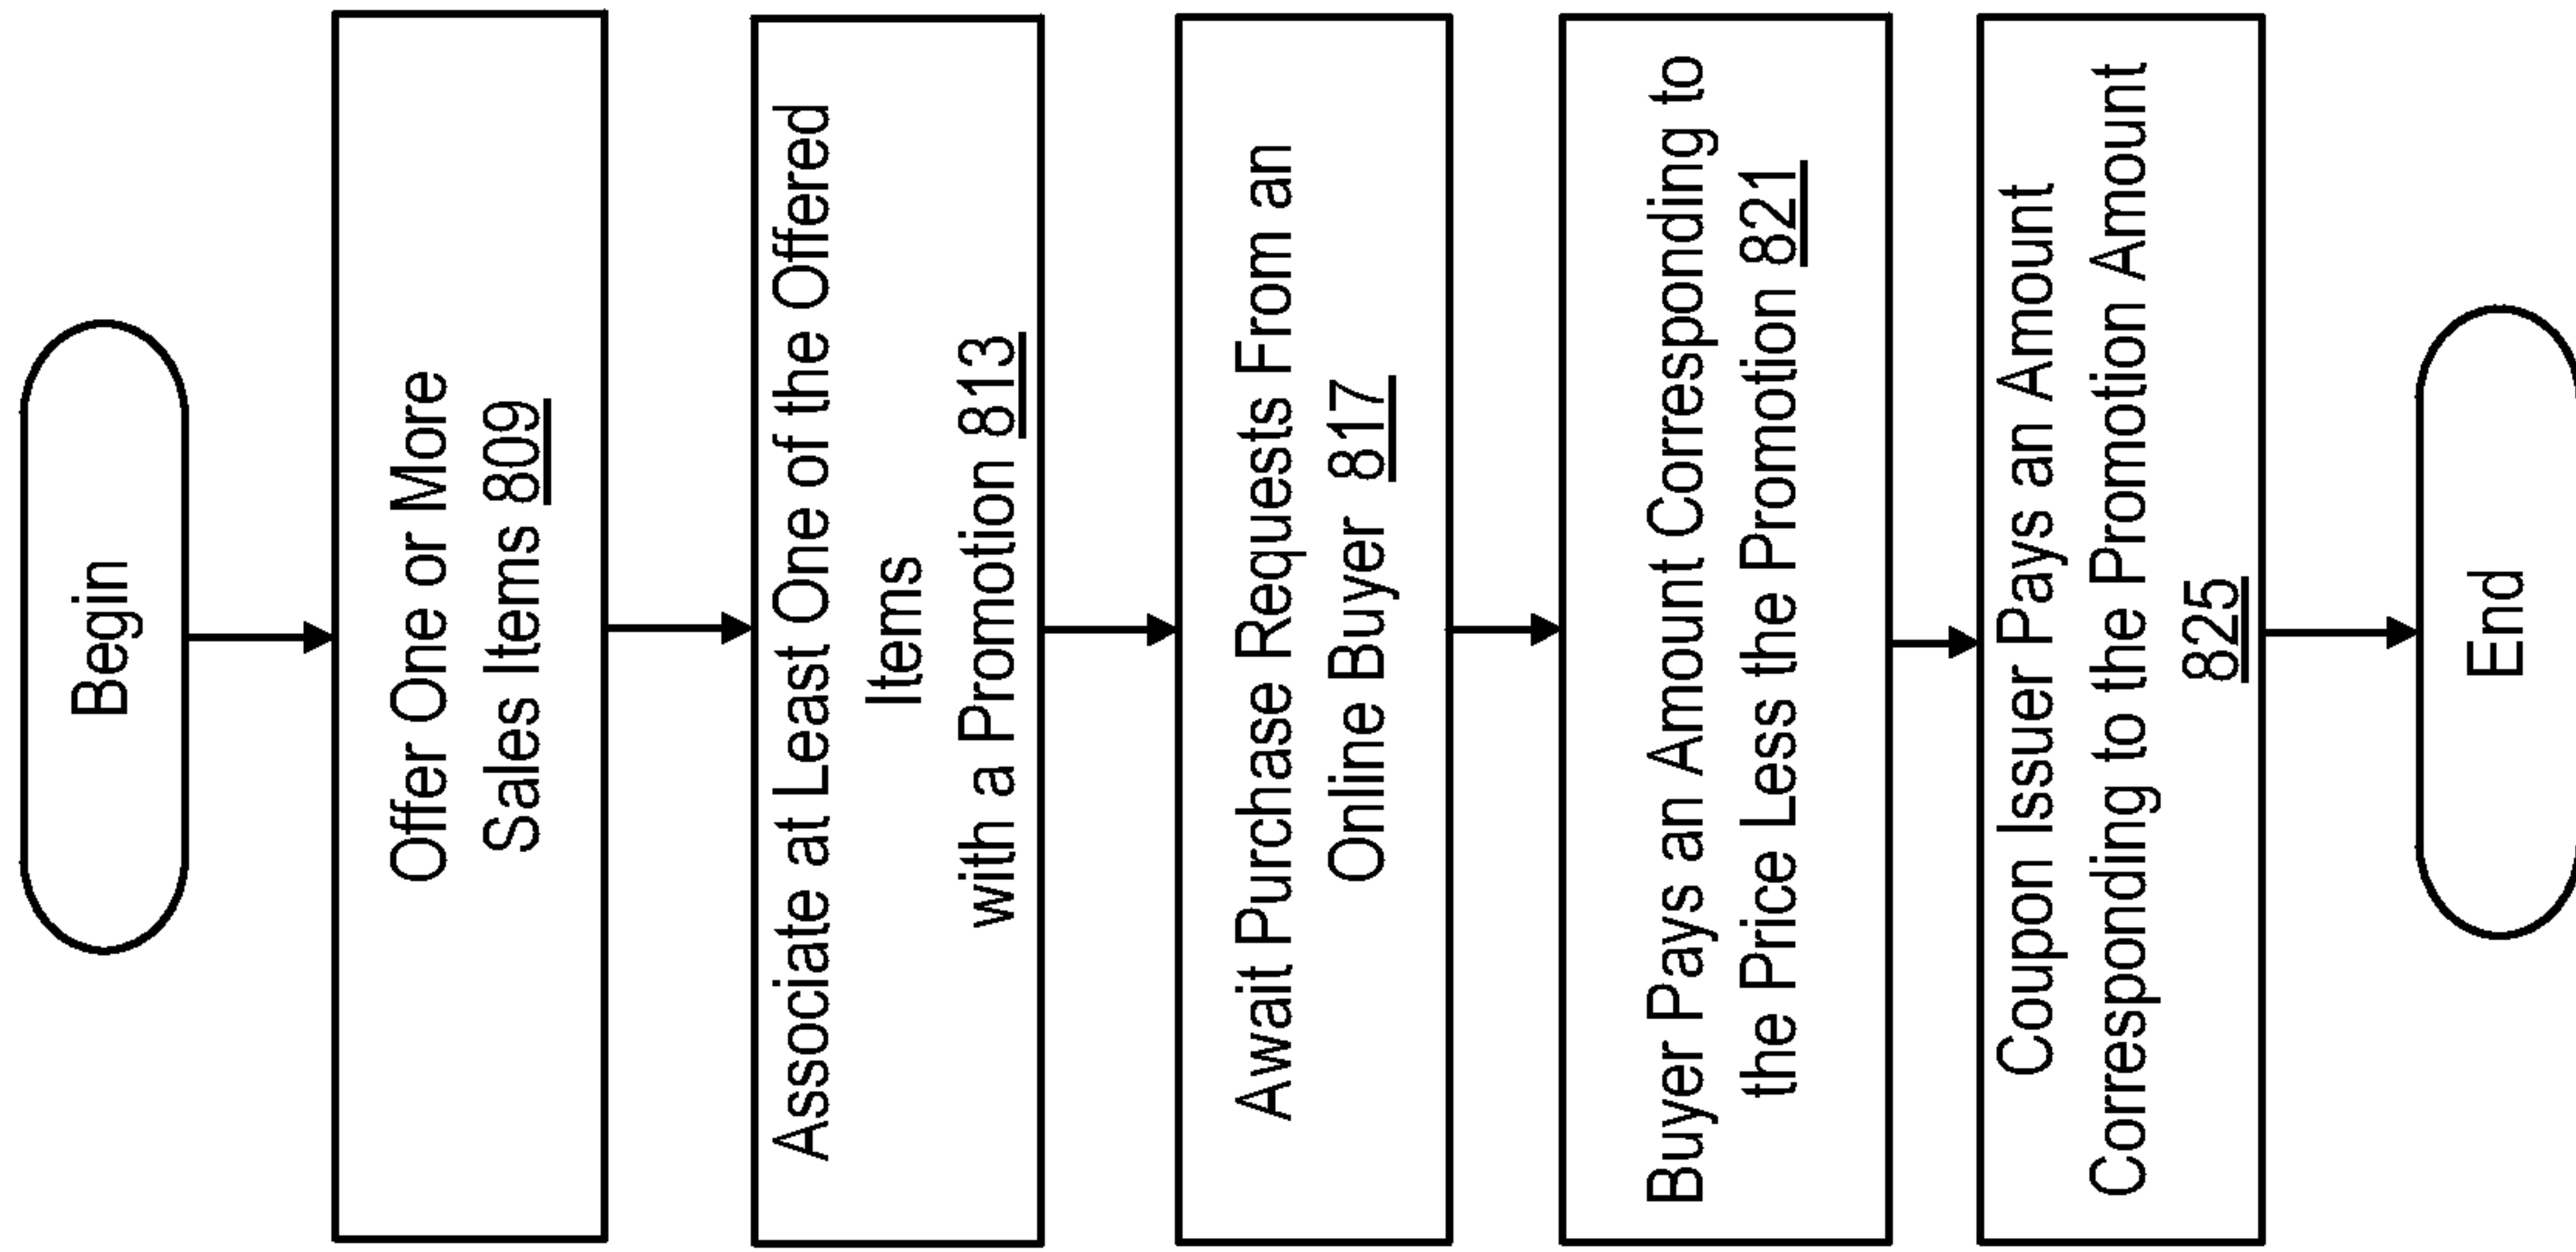 Begin
Offer One or More
Sales Items 809
Associate at Least One of the Offered
Items
with a Promotion 813
Await Purchase Requests From an
Online Buyer 817
Buyer Pays an Amount Corresponding to
the Price Less the Promotion 821
Coupon Issuer Pays an Amount
Corresponding to the Promotion Amount
825
End